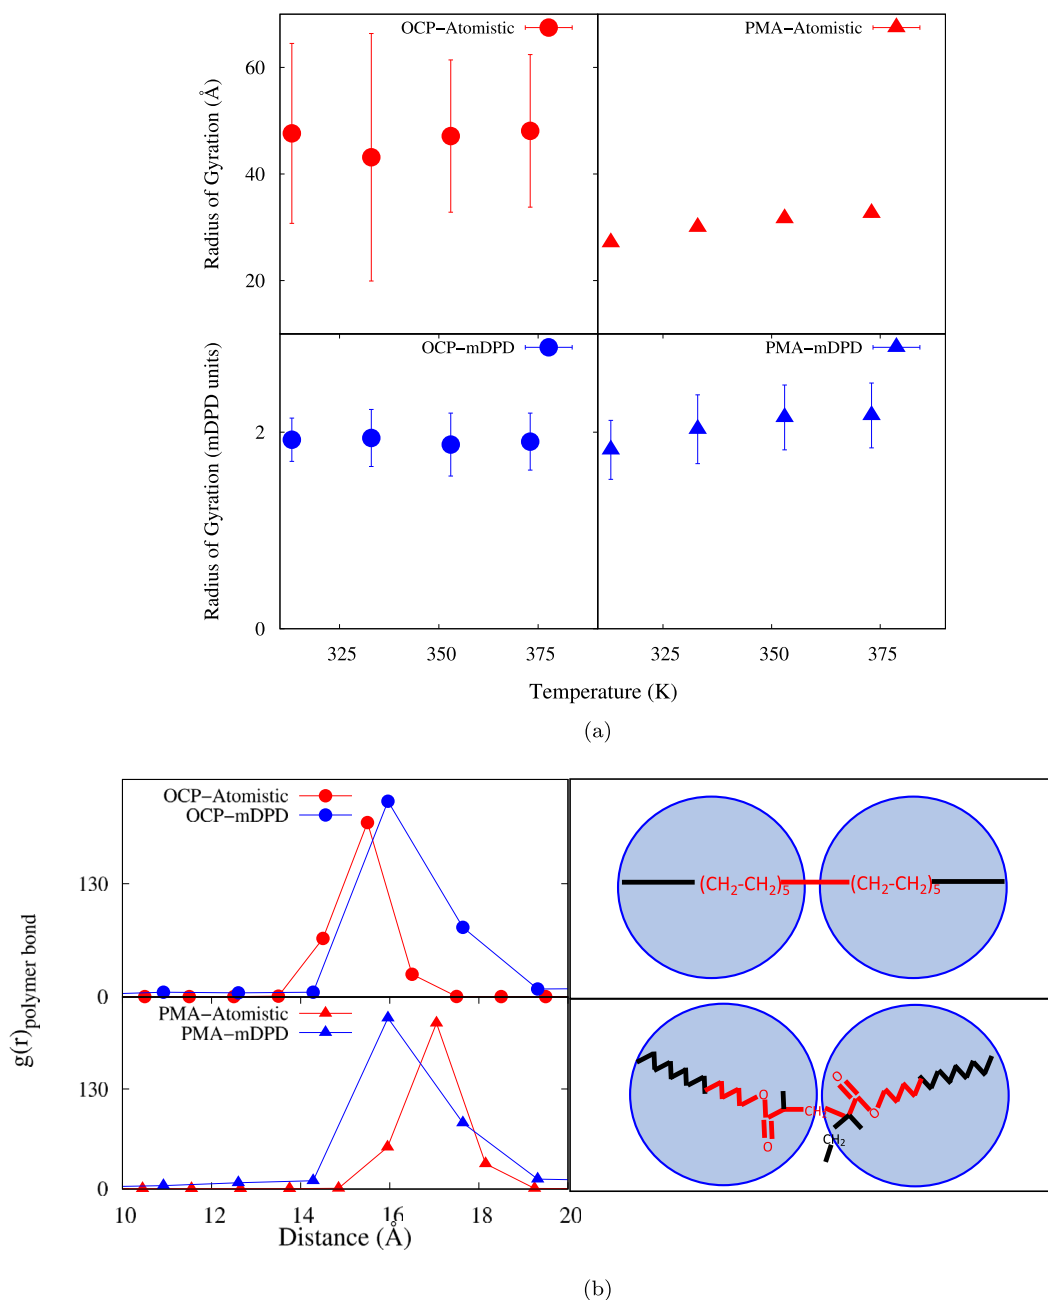 OCP−Atomistic
PMA−Atomistic
60
40
20
Radius of Gyration (Å)
OCP−mDPD
PMA−mDPD
2
0
Radius of Gyration (mDPD units)
325 350 375 325 350 375
Temperature (K)
(a)
OCP−Atomistic
OCP−mDPD
130
0
(CH2-CH2)5 (CH2-CH2)5
PMA−Atomistic
PMA−mDPD
130
0
g(r)polymer bond
O
O
CH2
O
O
CH2
10 12 14 16 18 20
Distance (Å)
(b)